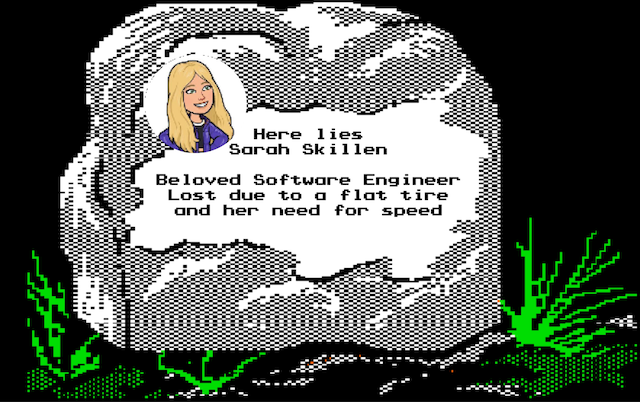 Here lies
Sarah Skillen
Beloved Software Engineer
Lost due to a flat tire
and her need for speed